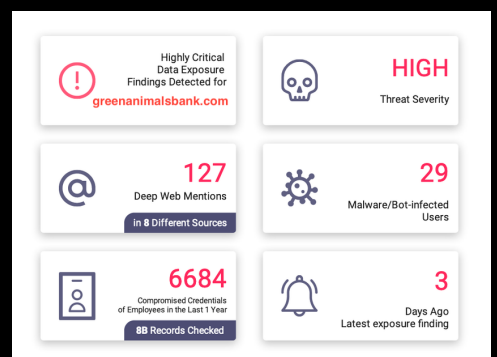 Highly Critical
Data Exposure
Findings Detected for
greenanimalsbank.com
HIGH
Threat Severity
127
Deep Web Mentions
in 8 Different Sources
29
Malware/Bot-infected
Users
6684
Compromised Credentials
of Employees in the Last 1 Year
8B Records Checked
3
Days Ago
Latest exposure finding